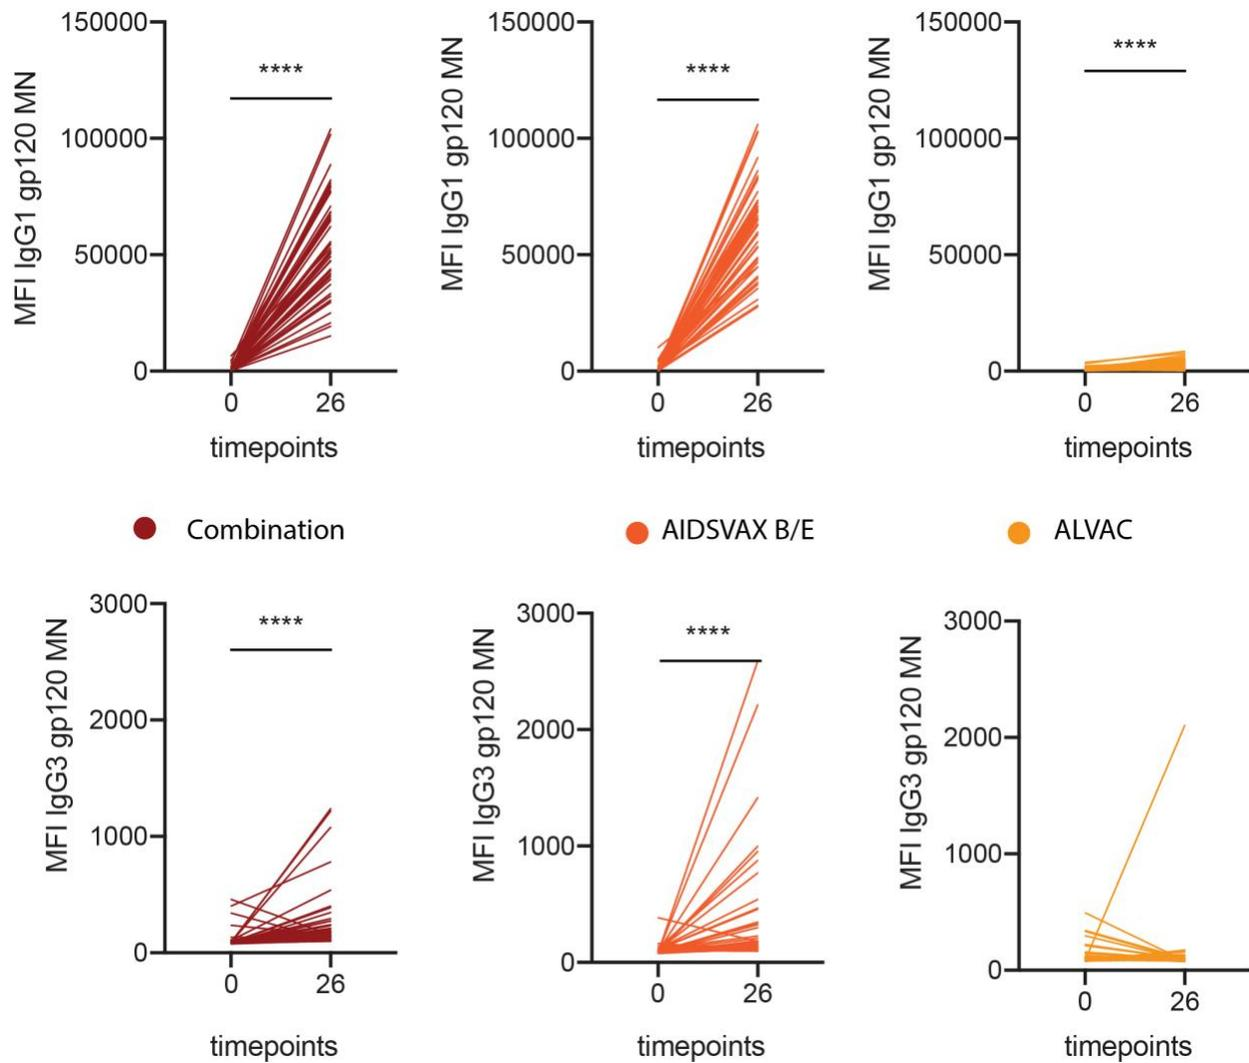 150000
100000
50000
0
MFI IgG1 gp120 MN
****
0 26
timepoints
150000
100000
50000
0
MFI IgG1 gp120 MN
****
0 26
timepoints
150000
100000
50000
0
MFI IgG1 gp120 MN
****
0 26
timepoints
Combination
AIDSVAX B/E
ALVAC
3000
2000
1000
0
MFI IgG3 gp120 MN
****
0 26
timepoints
3000
2000
1000
0
MFI IgG3 gp120 MN
****
0 26
timepoints
3000
2000
1000
0
MFI IgG3 gp120 MN
0 26
timepoints